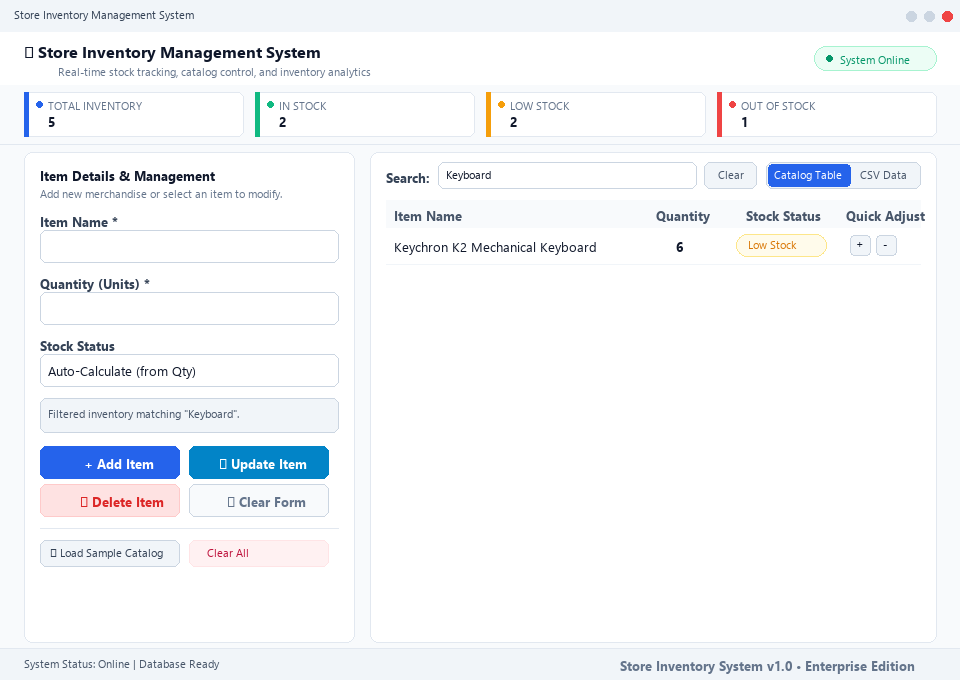 Store Inventory Management System
Store Inventory Management System
Real-time stock tracking, catalog control, and inventory analytics
System Online
TOTAL INVENTORY
5
IN STOCK
2
LOW STOCK
2
OUT OF STOCK
1
Item Details & Management
Add new merchandise or select an item to modify.
Item Name *
Quantity (Units) *
Stock Status
Auto-Calculate (from Qty)
Filtered inventory matching "Keyboard".
+ Add Item
Update Item
Delete Item
Clear Form
Load Sample Catalog
Clear All
Search: Keyboard Clear Catalog Table CSV Data
Item Name Quantity Stock Status Quick Adjust
Keychron K2 Mechanical Keyboard 6 Low Stock + -
System Status: Online | Database Ready
Store Inventory System v1.0 • Enterprise Edition